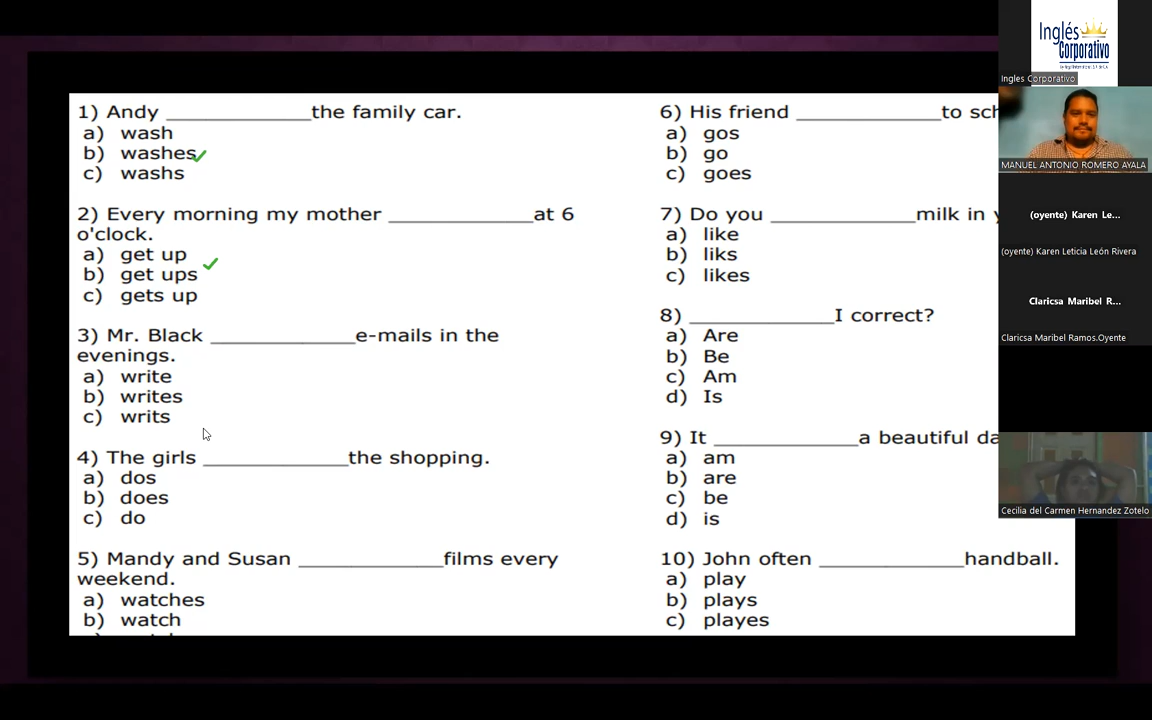 1) Andy ______________the family car.
a) wash
b) washes
c) washs
2) Every morning my mother ______________at 6
o'clock.
a) get up
b) get ups
c) gets up
3) Mr. Black ______________e-mails in the
evenings.
a) write
b) writes
c) writs
4) The girls ______________the shopping.
a) dos
b) does
c) do
5) Mandy and Susan ______________films every
weekend.
a) watches
b) watch
6) His friend ______________to sch
a) gos
b) go
c) goes
7) Do you ______________milk in
a) like
b) liks
c) likes
8) ______________I correct?
a) Are
b) Be
c) Am
d) Is
9) It ______________a beautiful da
a) am
b) are
c) be
d) is
10) John often ______________handball.
a) play
b) plays
c) playes
Inglés
Corporativo
Ingles Corporativo
MANUEL ANTONIO ROMERO AYALA
(oyente) Karen Le...
(oyente) Karen Leticia León Rivera
Claricsa Maribel R...
Claricsa Maribel Ramos.Oyente
Cecilia del Carmen Hernandez Zotelo